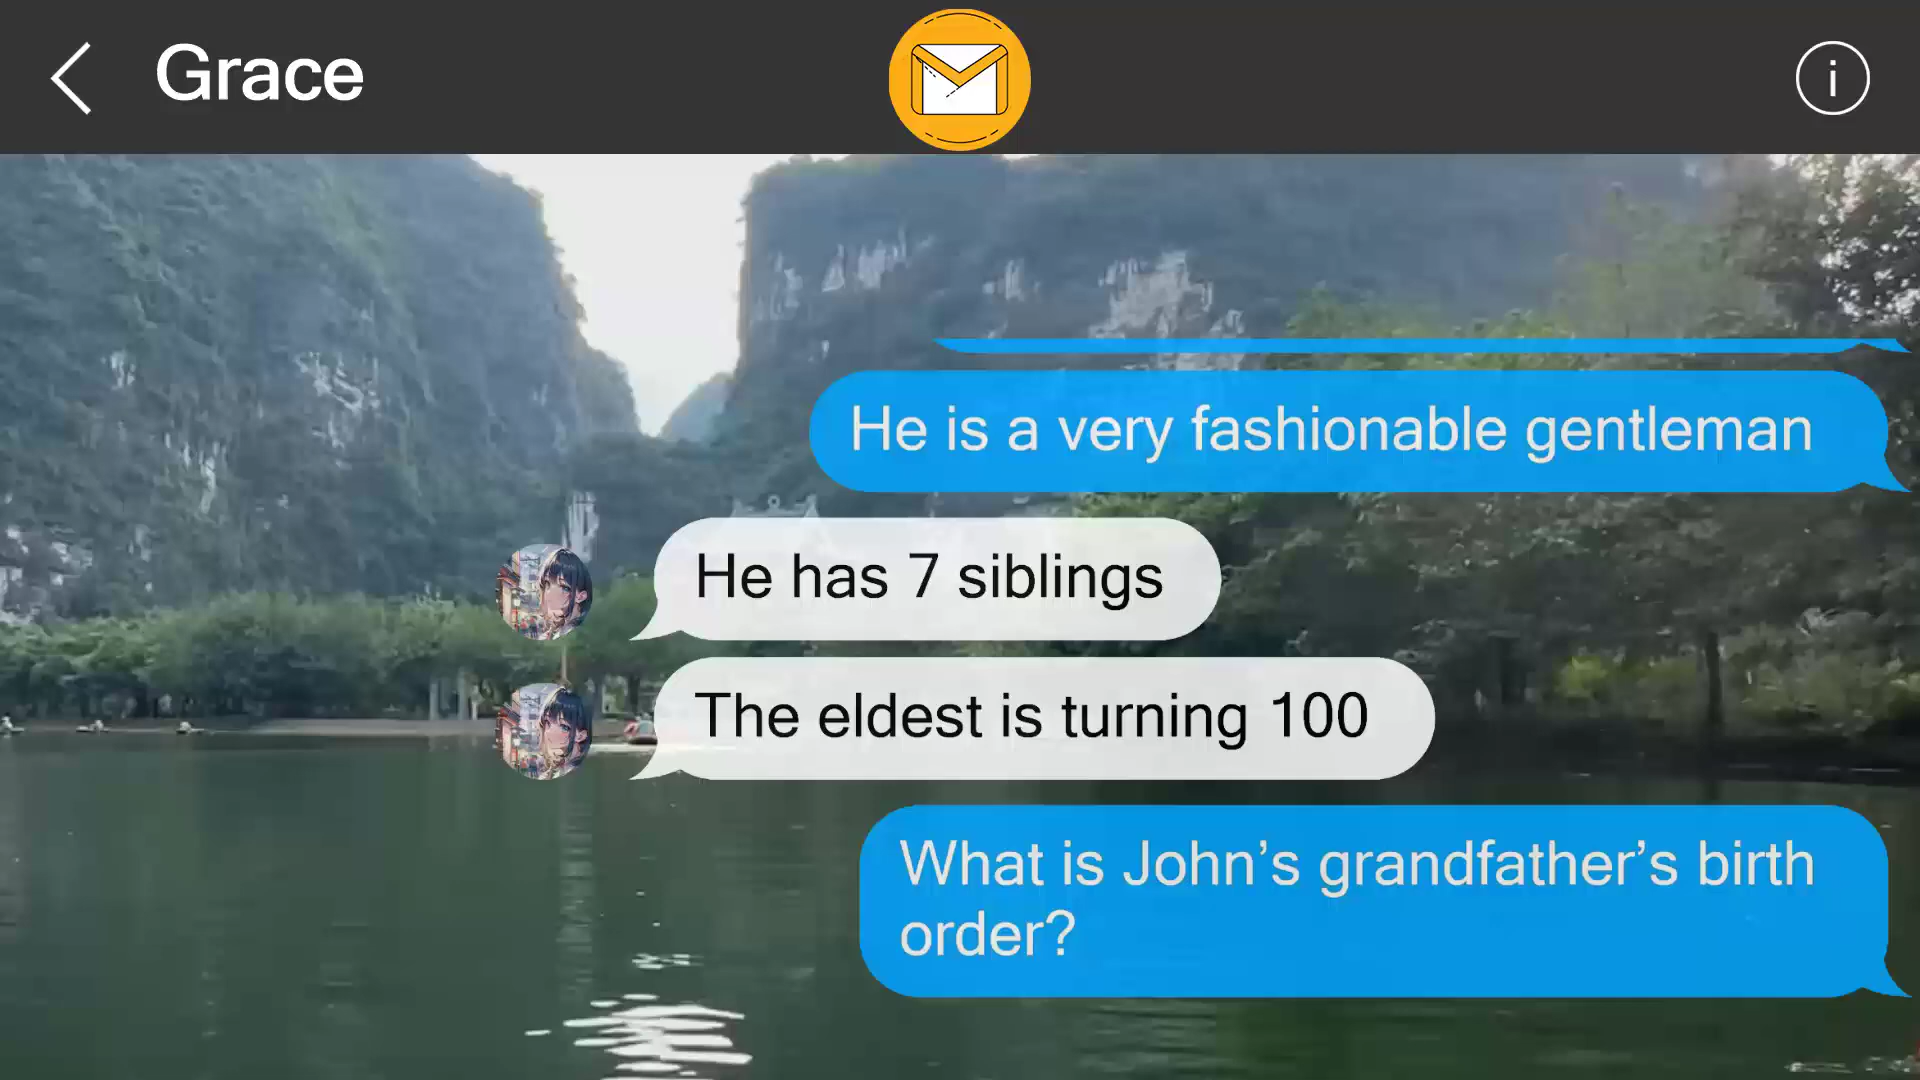 Grace
i
He is a very fashionable gentleman
He has 7 siblings
The eldest is turning 100
What is John’s grandfather’s birth
order?